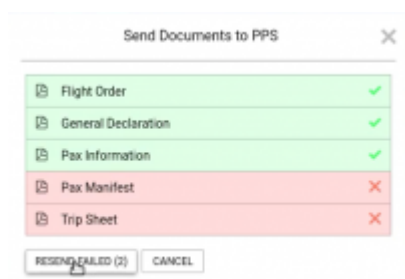 Send Documents to PPS
Flight Order
General Declaration
Pax Information
Pax Manifest
Trip Sheet
RESEND FAILED (2) CANCEL